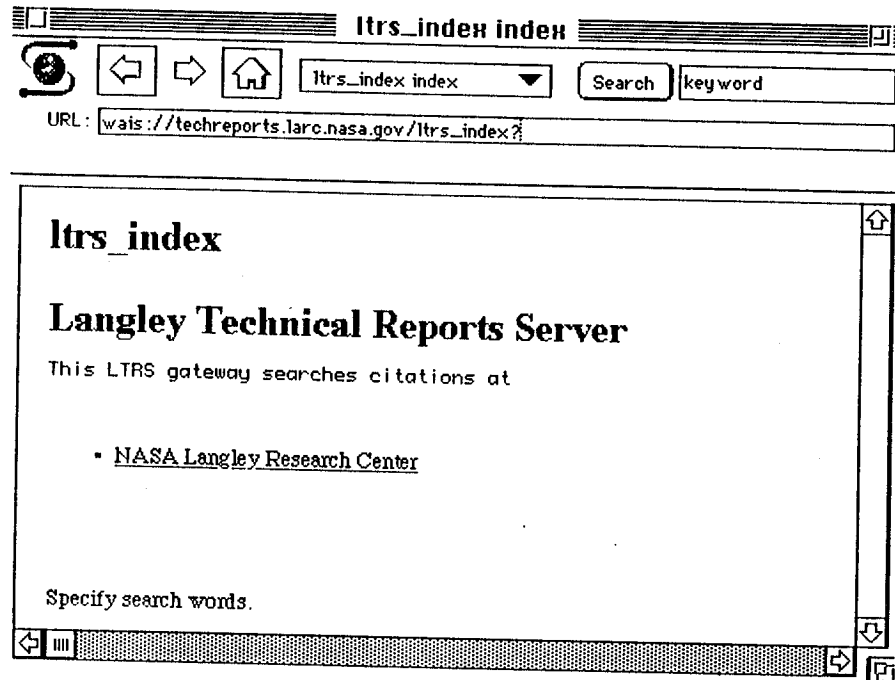 ltrs_index index
ltrs_index index Search keyword
URL: wais://techreports.larc.nasa.gov/ltrs_index?
ltrs_index
Langley Technical Reports Server
This LTRS gateway searches citations at
NASA Langley Research Center
Specify search words.